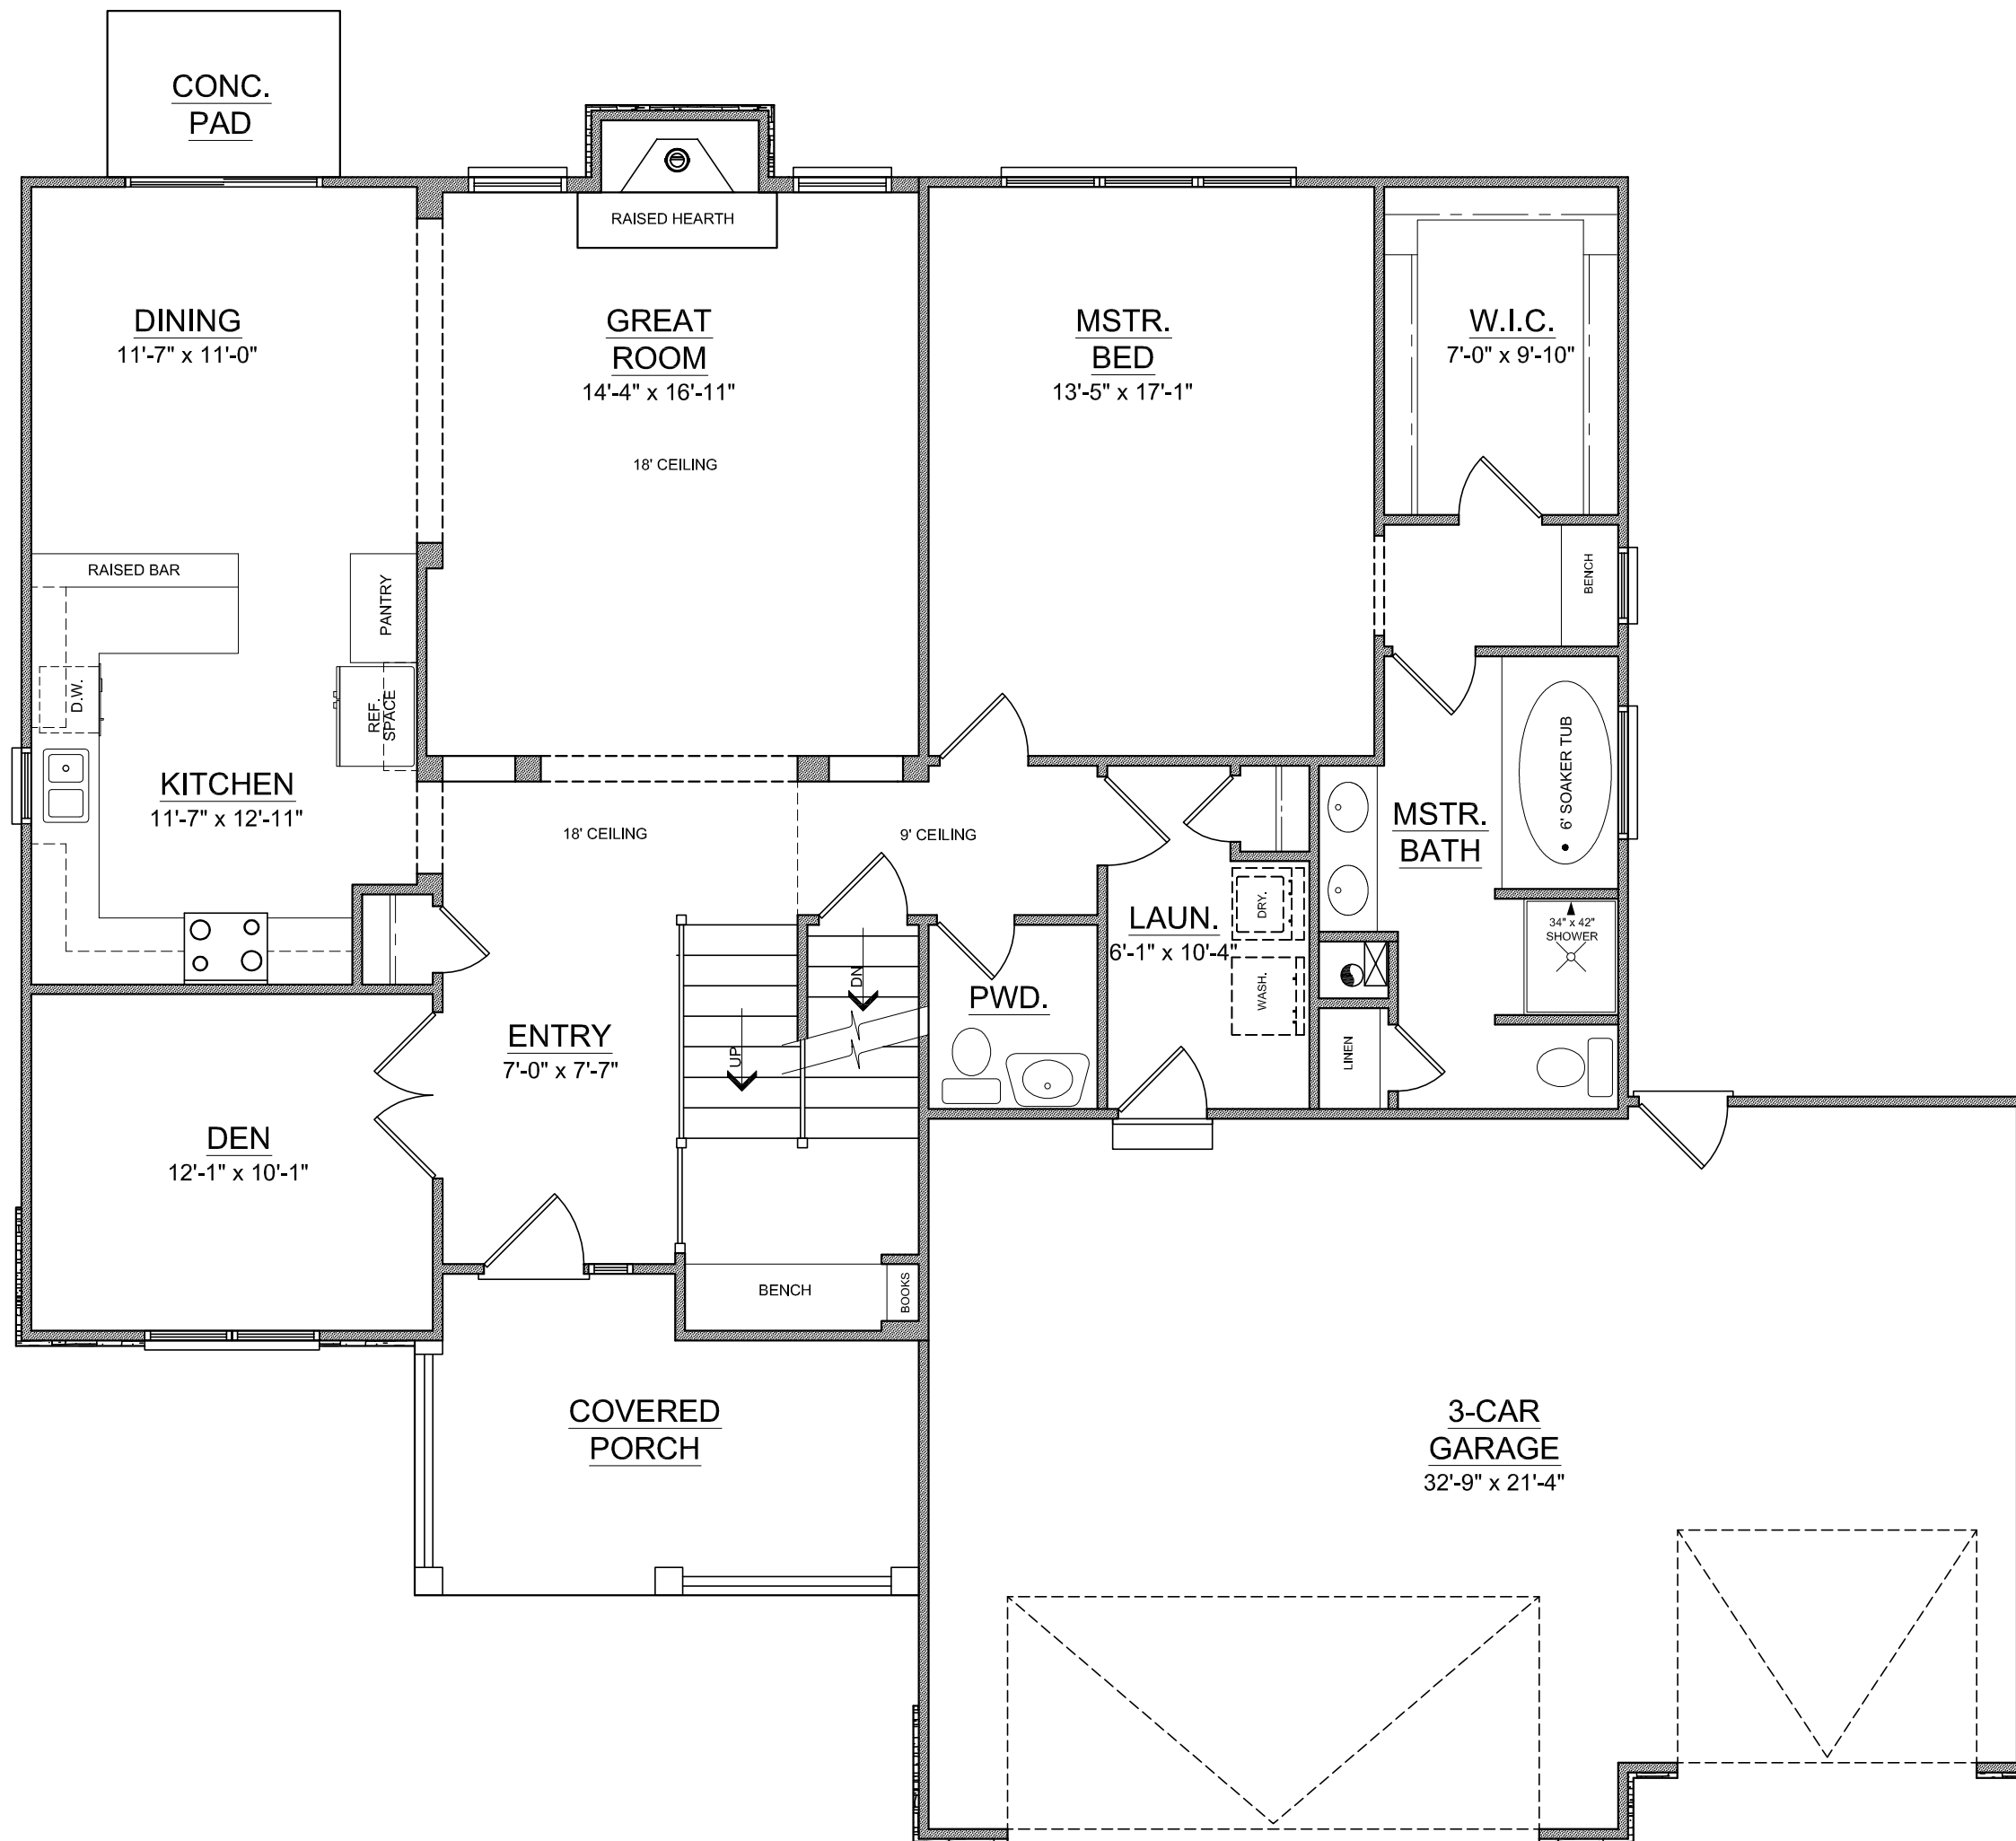 CONC.
PAD
RAISED HEARTH
DINING
11'-7" x 11'-0"
GREAT
ROOM
14'-4" x 16'-11"
18' CEILING
MSTR.
BED
13'-5" x 17'-1"
W.I.C.
7'-0" x 9'-10"
RAISED BAR
PANTRY
BENCH
D.W.
REF.
SPACE
KITCHEN
11'-7" x 12'-11"
18' CEILING
9' CEILING
MSTR.
BATH
6' SOAKER TUB
LAUN.
6'-1" x 10'-4"
DRY.
WASH.
34" x 42"
SHOWER
DN
PWD.
ENTRY
7'-0" x 7'-7"
UP
LINEN
DEN
12'-1" x 10'-1"
BENCH
BOOKS
COVERED
PORCH
3-CAR
GARAGE
32'-9" x 21'-4"